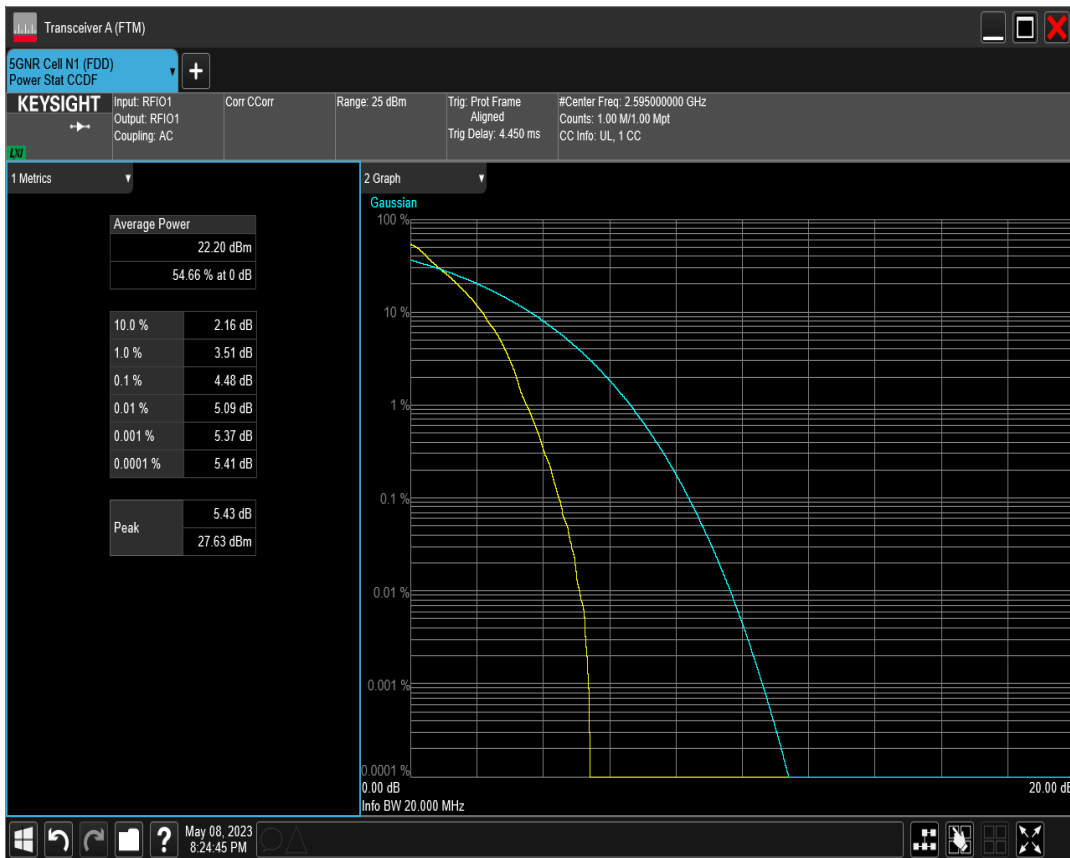 Transceiver A (FTM)
5GNR Cell N1 (FDD)
Power Stat CCDF
+
KEYSIGHT
LXI
Input: RFIO1
Output: RFIO1
Coupling: AC
Corr CCorr
Range: 25 dBm
Trig: Prot Frame
Aligned
Trig Delay: 4.450 ms
#Center Freq: 2.595000000 GHz
Counts: 1.00 M/1.00 Mpt
CC Info: UL, 1 CC
1 Metrics
Average Power
22.20 dBm
54.66 % at 0 dB
10.0 % 2.16 dB
1.0 % 3.51 dB
0.1 % 4.48 dB
0.01 % 5.09 dB
0.001 % 5.37 dB
0.0001 % 5.41 dB
Peak 5.43 dB
27.63 dBm
2 Graph
Gaussian
100 %
10 %
1 %
0.1 %
0.01 %
0.001 %
0.0001 %
0.00 dB 20.00 dB
Info BW 20.000 MHz
?
May 08, 2023
8:24:45 PM